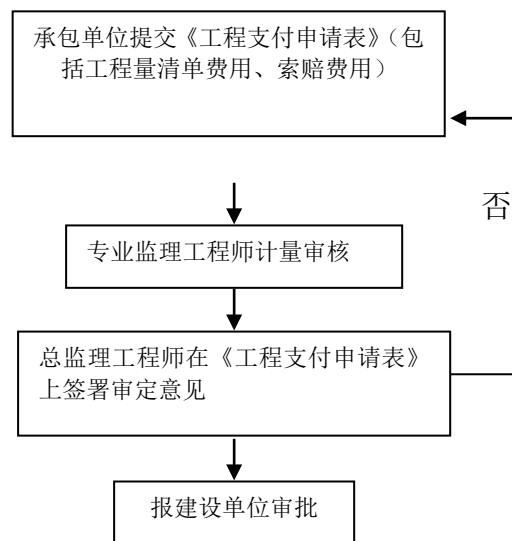 承包单位提交《工程支付申请表》（包
括工程量清单费用、索赔费用）
否
专业监理工程师计量审核
总监理工程师在《工程支付申请表》
上签署审定意见
报建设单位审批